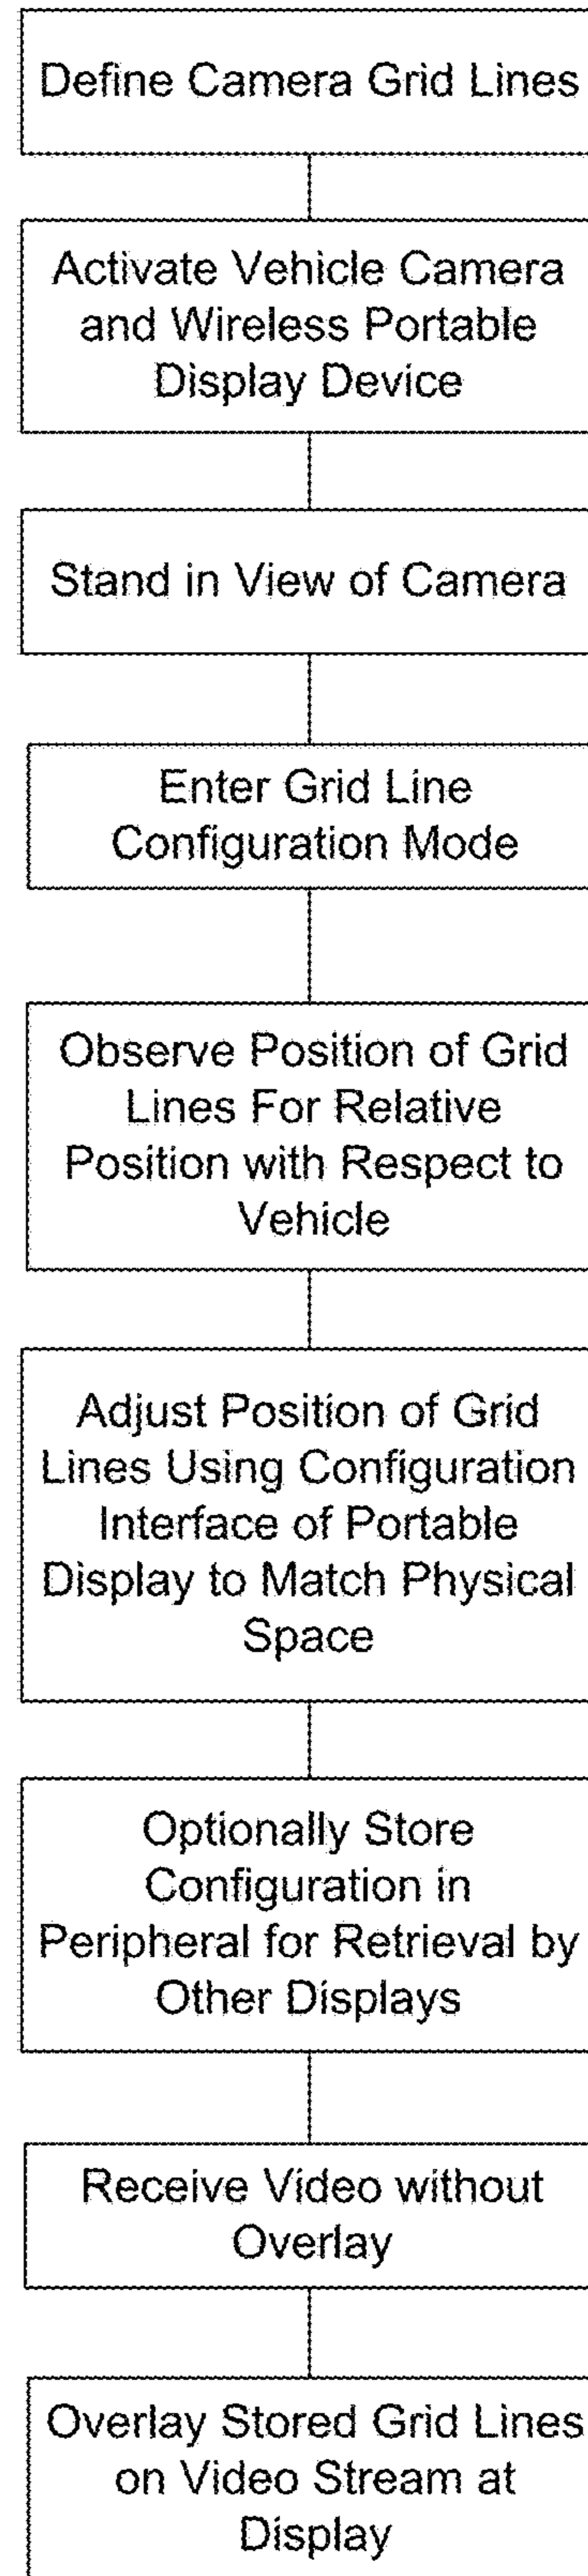 Define Camera Grid Lines
Activate Vehicle Camera
and Wireless Portable
Display Device
Stand in View of Camera
Enter Grid Line
Configuration Mode
Observe Position of Grid
Lines For Relative
Position with Respect to
Vehicle
Adjust Position of Grid
Lines Using Configuration
Interface of Portable
Display to Match Physical
Space
Optionally Store
Configuration in
Peripheral for Retrieval by
Other Displays
Receive Video without
Overlay
Overlay Stored Grid Lines
on Video Stream at
Display